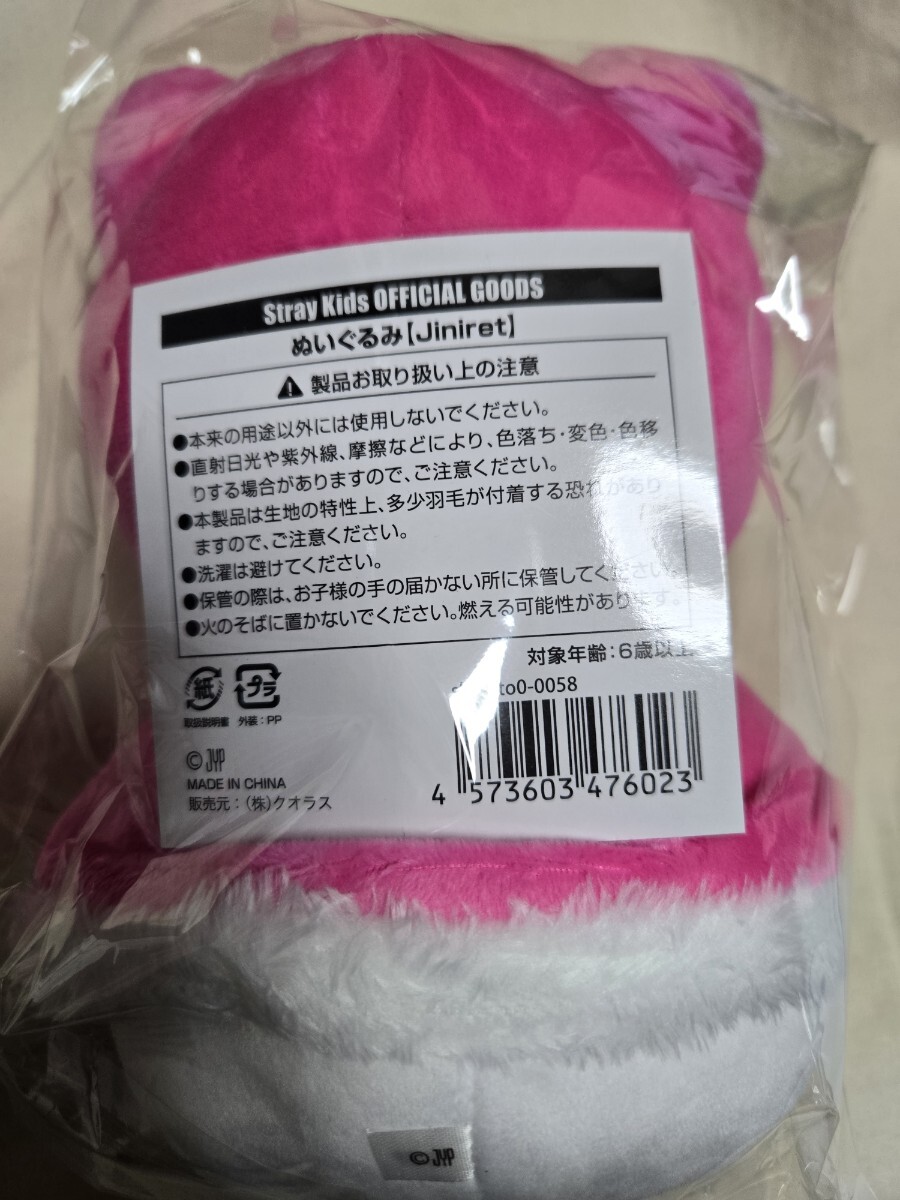 Stray Kids OFFICIAL GOODS
ぬいぐるみ【Jiniret】
製品お取り扱い上の注意
●本来の用途以外には使用しないでください。
●直射日光や紫外線、摩擦などにより、色落ち・変色・色移
りする場合がありますので、ご注意ください。
●本製品は生地の特性上、多少羽毛が付着する恐れがあり
ますので、ご注意ください。
●洗濯は避けてください。
●保管の際は、お子様の手の届かない所に保管してください。
●火のそばに置かないでください。燃える可能性があります。
対象年齢:6歳以上
紙 プラ
取扱説明書 外装:PP
to0-0058
© JYP
MADE IN CHINA
販売元:(株)クオラス
4 573603 476023
© JYP